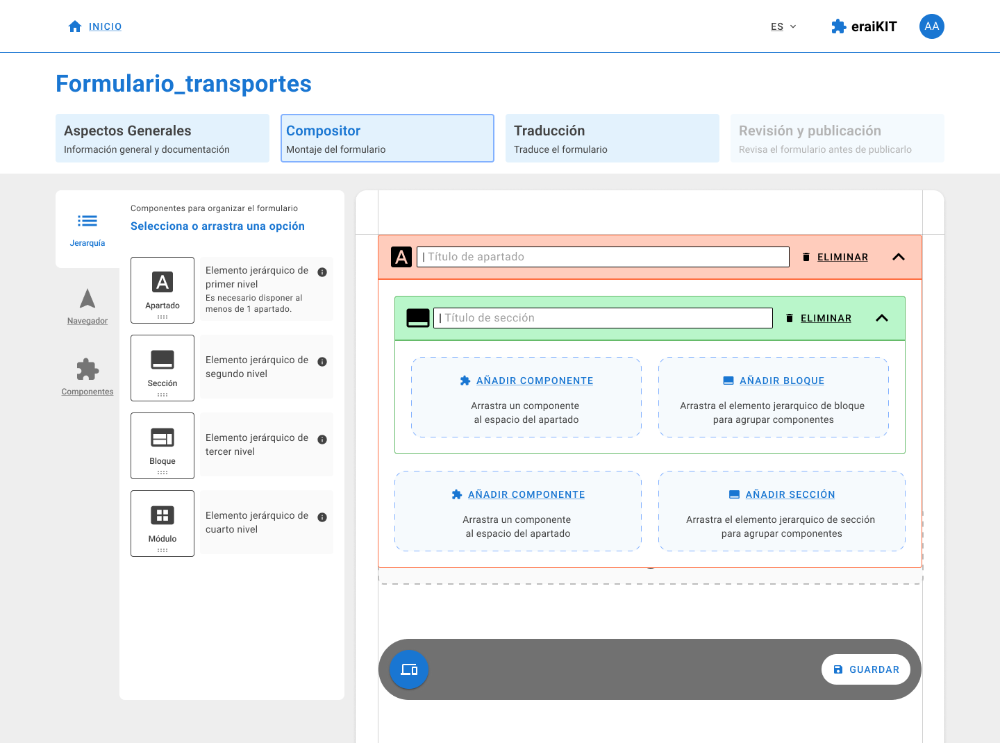 INICIO
ES
eraiKIT
AA
Formulario_transportes
Aspectos Generales
Información general y documentación
Compositor
Montaje del formulario
Traducción
Traduce el formulario
Revisión y publicación
Revisa el formulario antes de publicarlo
Jerarquía
Navegador
Componentes
Componentes para organizar el formulario
Selecciona o arrastra una opción
A
Apartado
Elemento jerárquico de
primer nivel
Es necesario disponer al
menos de 1 apartado.
Sección
Elemento jerárquico de
segundo nivel
Bloque
Elemento jerárquico de
tercer nivel
Módulo
Elemento jerárquico de
cuarto nivel
A
| Título de apartado
ELIMINAR
| Título de sección
ELIMINAR
AÑADIR COMPONENTE
Arrastra un componente
al espacio del apartado
AÑADIR BLOQUE
Arrastra el elemento jerarquico de bloque
para agrupar componentes
AÑADIR COMPONENTE
Arrastra un componente
al espacio del apartado
AÑADIR SECCIÓN
Arrastra el elemento jerarquico de sección
para agrupar componentes
GUARDAR